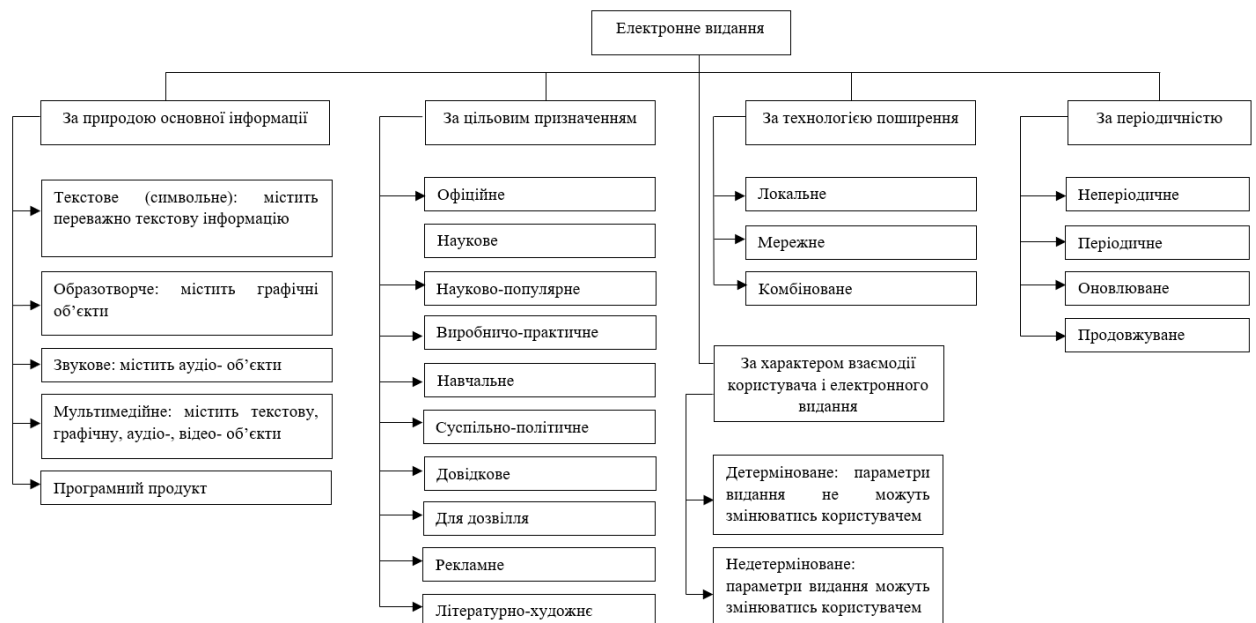 Електронне видання
За природою основної інформації
Текстове (символьне): містить
переважно текстову інформацію
Образотворче: містить графічні
об’єкти
Звукове: містить аудіо- об’єкти
Мультимедійне: містить текстову,
графічну, аудіо-, відео- об’єкти
Програмний продукт
За цільовим призначенням
Офіційне
Наукове
Науково-популярне
Виробничо-практичне
Навчальне
Суспільно-політичне
Довідкове
Для дозвілля
Рекламне
Літературно-художнє
За технологією поширення
Локальне
Мережне
Комбіноване
За характером взаємодії
користувача і електронного
видання
Детерміноване: параметри
видання не можуть
змінюватись користувачем
Недетерміноване:
параметри видання можуть
змінюватись користувачем
За періодичністю
Неперіодичне
Періодичне
Оновлюване
Продовжуване